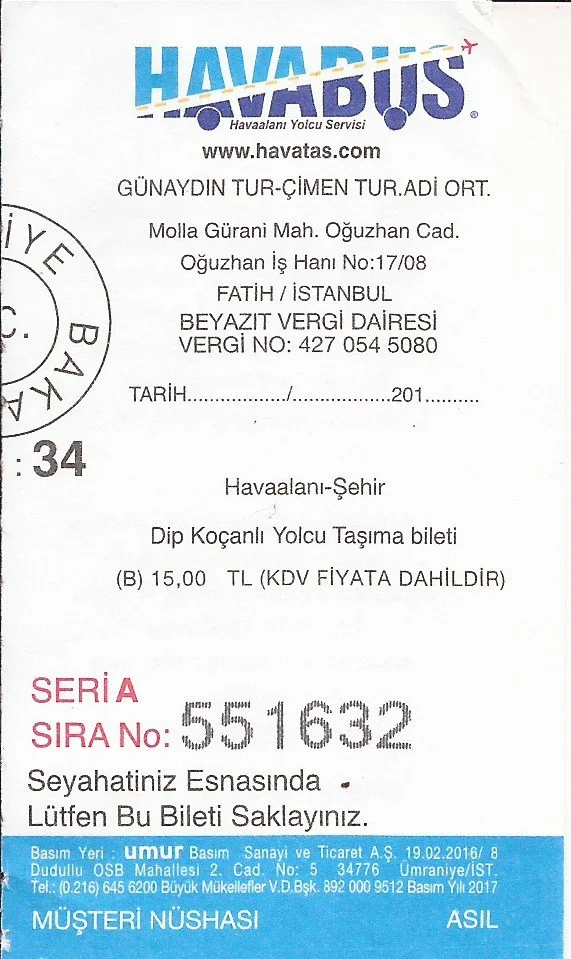 HAVABUS®
Havaalanı Yolcu Servisi
www.havatas.com
GÜNAYDIN TUR-ÇİMEN TUR.ADİ ORT.
Molla Gürani Mah. Oğuzhan Cad.
Oğuzhan İş Hanı No:17/08
FATİH / İSTANBUL
BEYAZIT VERGİ DAİRESİ
VERGİ NO: 427 054 5080
İYE BAKA
C.
TARİH................./.................201..........
: 34
Havaalanı-Şehir
Dip Koçanlı Yolcu Taşıma bileti
(B) 15,00 TL (KDV FİYATA DAHİLDİR)
SERİ A
SIRA No: 551632
Seyahatiniz Esnasında
Lütfen Bu Bileti Saklayınız.
Basım Yeri : umur Basım Sanayi ve Ticaret A.Ş. 19.02.2016/ 8
Dudullu OSB Mahallesi 2. Cad. No: 5 34776 Ümraniye/İST.
Tel.: (0.216) 645 6200 Büyük Mükellefler V.D.Bşk. 892 000 9512 Basım Yılı 2017
MÜŞTERİ NÜSHASI ASIL